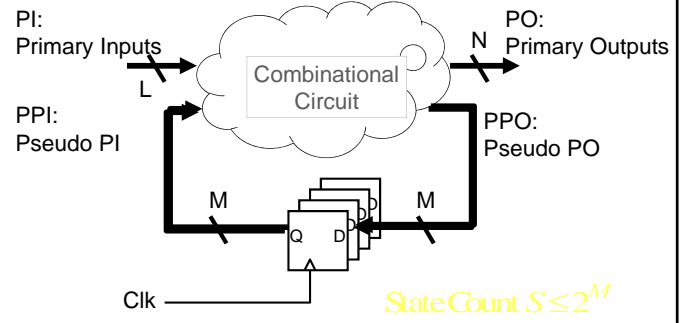 PI:
Primary Inputs
L
N
PO:
Primary Outputs
Combinational
Circuit
PPI:
Pseudo PI
PPO:
Pseudo PO
M
M
Q D
D
D
D
Clk
State Count S ≤ 2^M